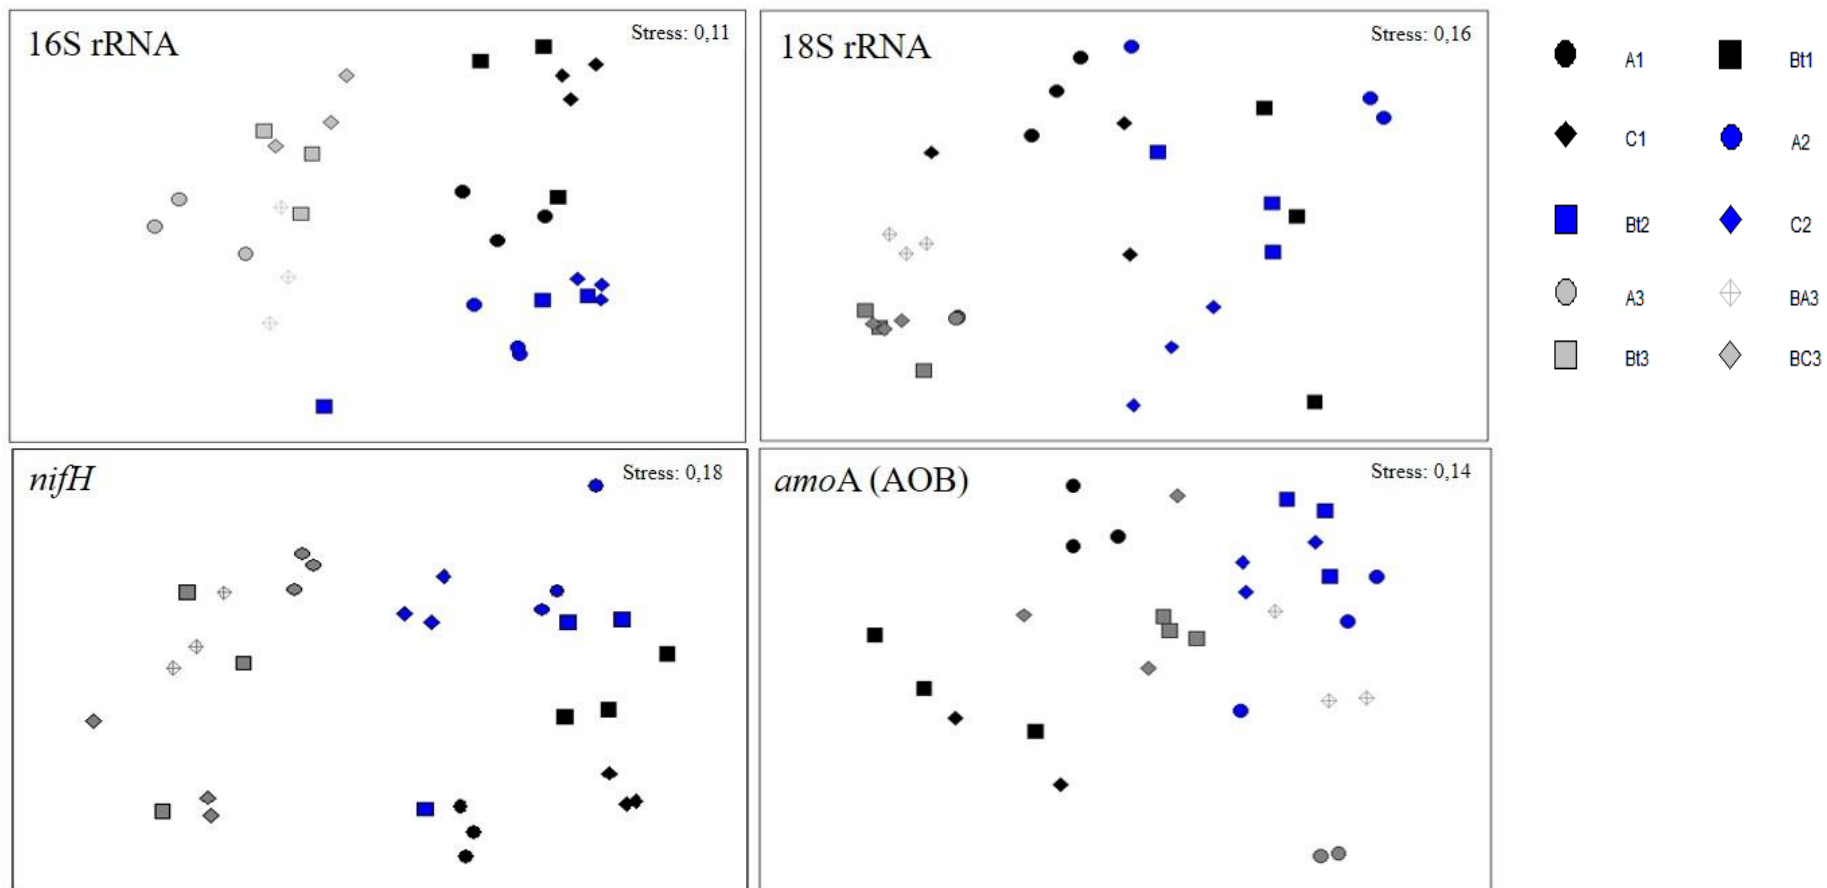 16S rRNA
Stress: 0,11
18S rRNA
Stress: 0,16
nifH
Stress: 0,18
amoA (AOB)
Stress: 0,14
A1
Bt1
C1
A2
Bt2
C2
A3
BA3
Bt3
BC3